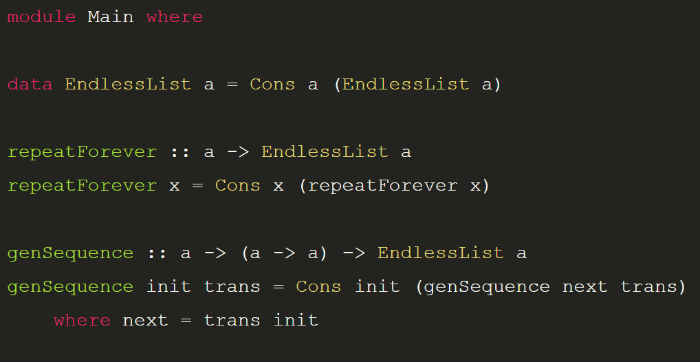 module Main where
data EndlessList a = Cons a (EndlessList a)
repeatForever :: a -> EndlessList a
repeatForever x = Cons x (repeatForever x)
genSequence :: a -> (a -> a) -> EndlessList a
genSequence init trans = Cons init (genSequence next trans)
    where next = trans init